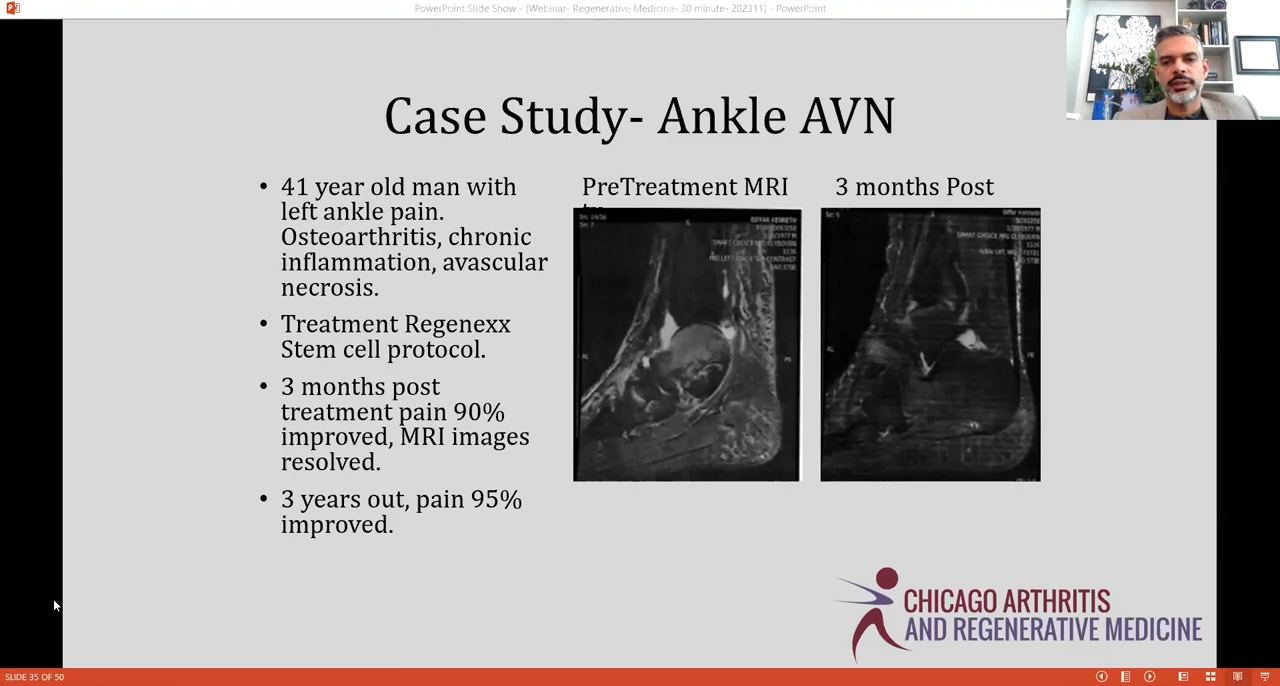 PowerPoint Slide Show - [Webinar- Regenerative Medicine- 30 minute- 202311] - PowerPoint
Case Study- Ankle AVN
• 41 year old man with
left ankle pain.
Osteoarthritis, chronic
inflammation, avascular
necrosis.
• Treatment Regenexx
Stem cell protocol.
• 3 months post
treatment pain 90%
improved, MRI images
resolved.
• 3 years out, pain 95%
improved.
PreTreatment MRI
3 months Post
CHICAGO ARTHRITIS
AND REGENERATIVE MEDICINE
SLIDE 35 OF 50